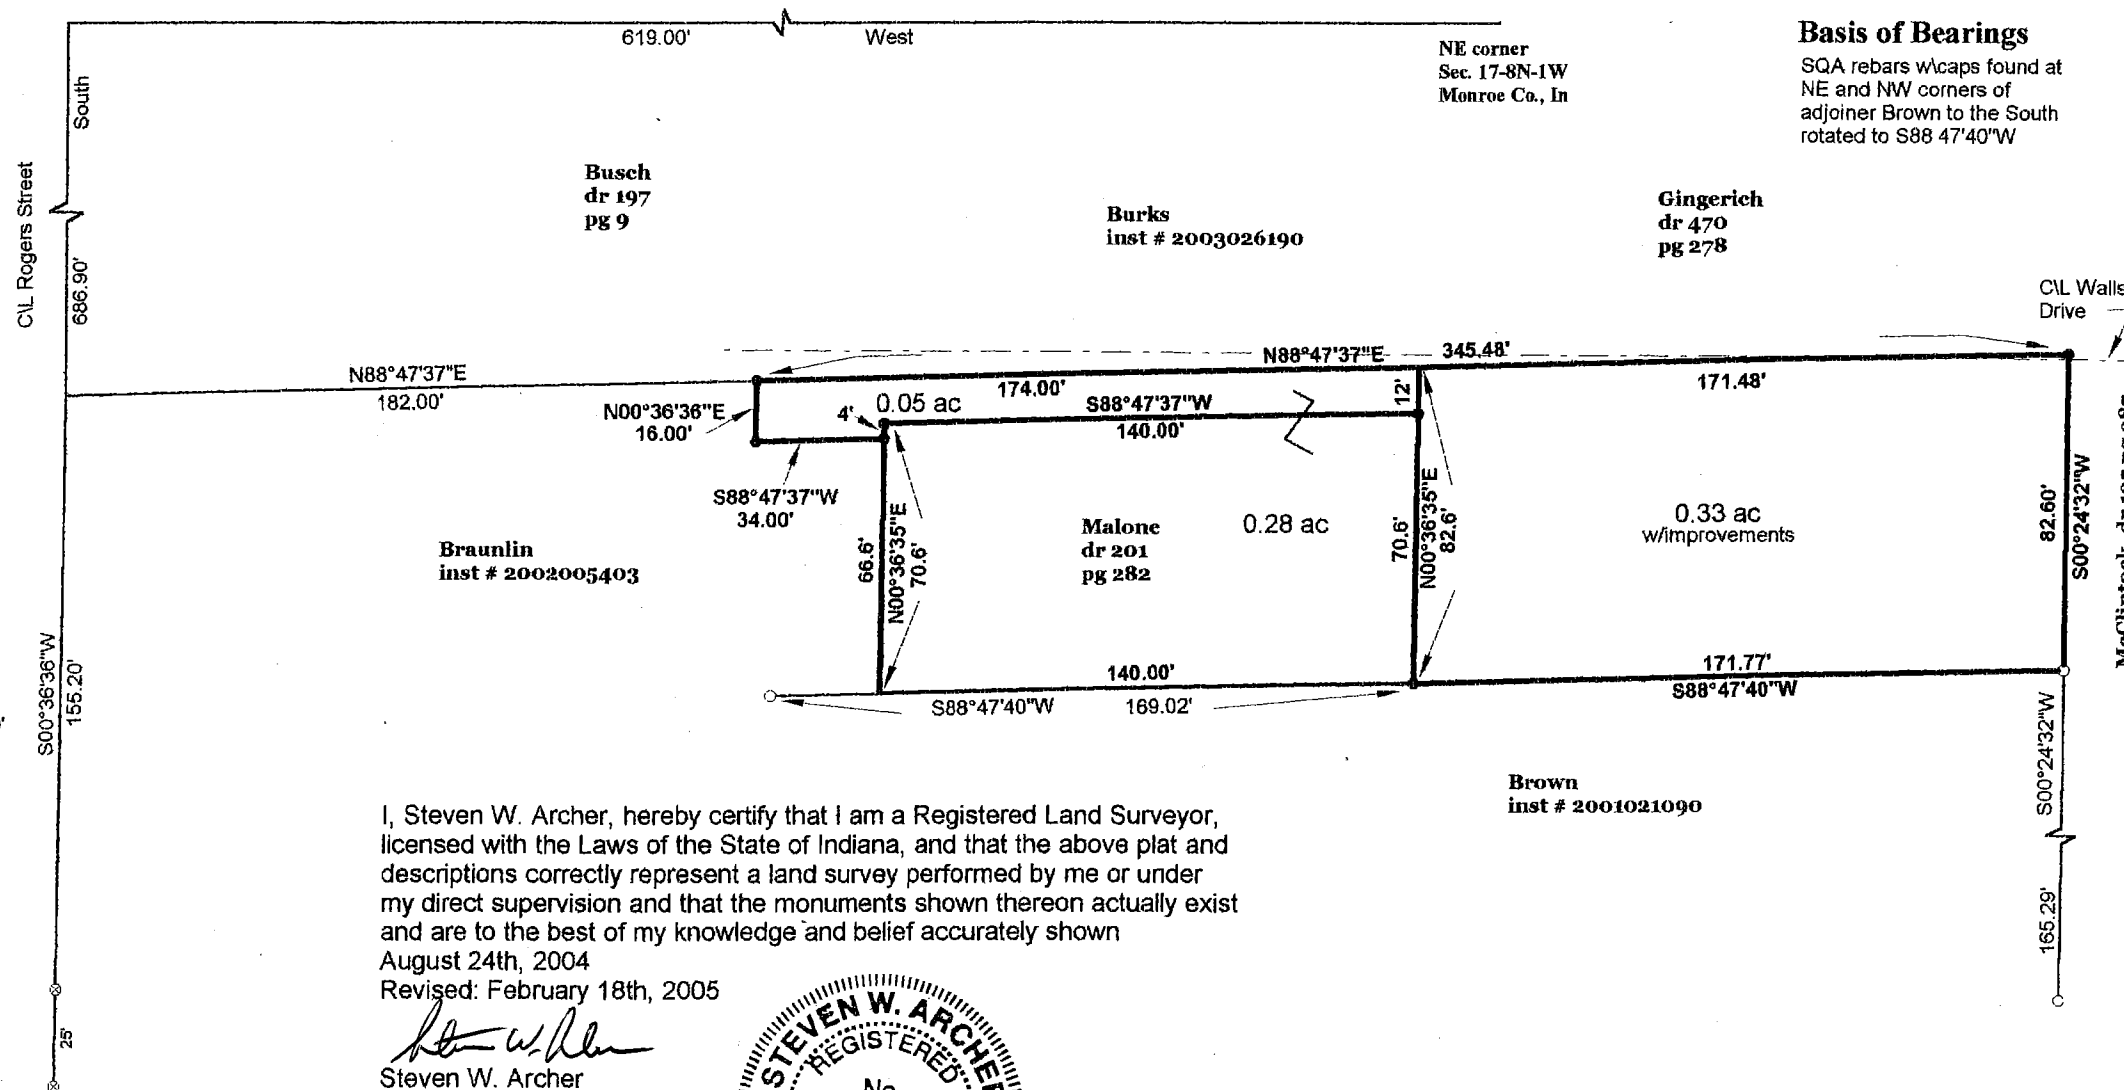 619.00'
West
NE corner
Sec. 17-8N-1W
Monroe Co., In
Basis of Bearings
SQA rebars w\caps found at
NE and NW corners of
adjoiner Brown to the South
rotated to S88 47'40"W
South
C\L Rogers Street
686.90'
Busch
dr 197
pg 9
Burks
inst # 2003026190
Gingerich
dr 470
pg 278
C\L Walls
Drive
N88°47'37"E
182.00'
N88°47'37"E
345.48'
174.00'
171.48'
N00°36'36"E
16.00'
4'
0.05 ac
S88°47'37"W
140.00'
12'
S88°47'37"W
34.00'
Braunlin
inst # 2002005403
66.6'
N00°36'35"E
70.6'
Malone
dr 201
pg 282
0.28 ac
70.6'
N00°36'35"E
82.6'
0.33 ac
w/improvements
82.60'
S00°24'32"W
S00°36'36"W
155.20'
140.00'
S88°47'40"W
169.02'
171.77'
S88°47'40"W
S00°24'32"W
165.29'
Brown
inst # 2001021090
I, Steven W. Archer, hereby certify that I am a Registered Land Surveyor,
licensed with the Laws of the State of Indiana, and that the above plat and
descriptions correctly represent a land survey performed by me or under
my direct supervision and that the monuments shown thereon actually exist
and are to the best of my knowledge and belief accurately shown
August 24th, 2004
Revised: February 18th, 2005
Steven W. Archer
25'
STEVEN W. ARCHER
REGISTERED
No